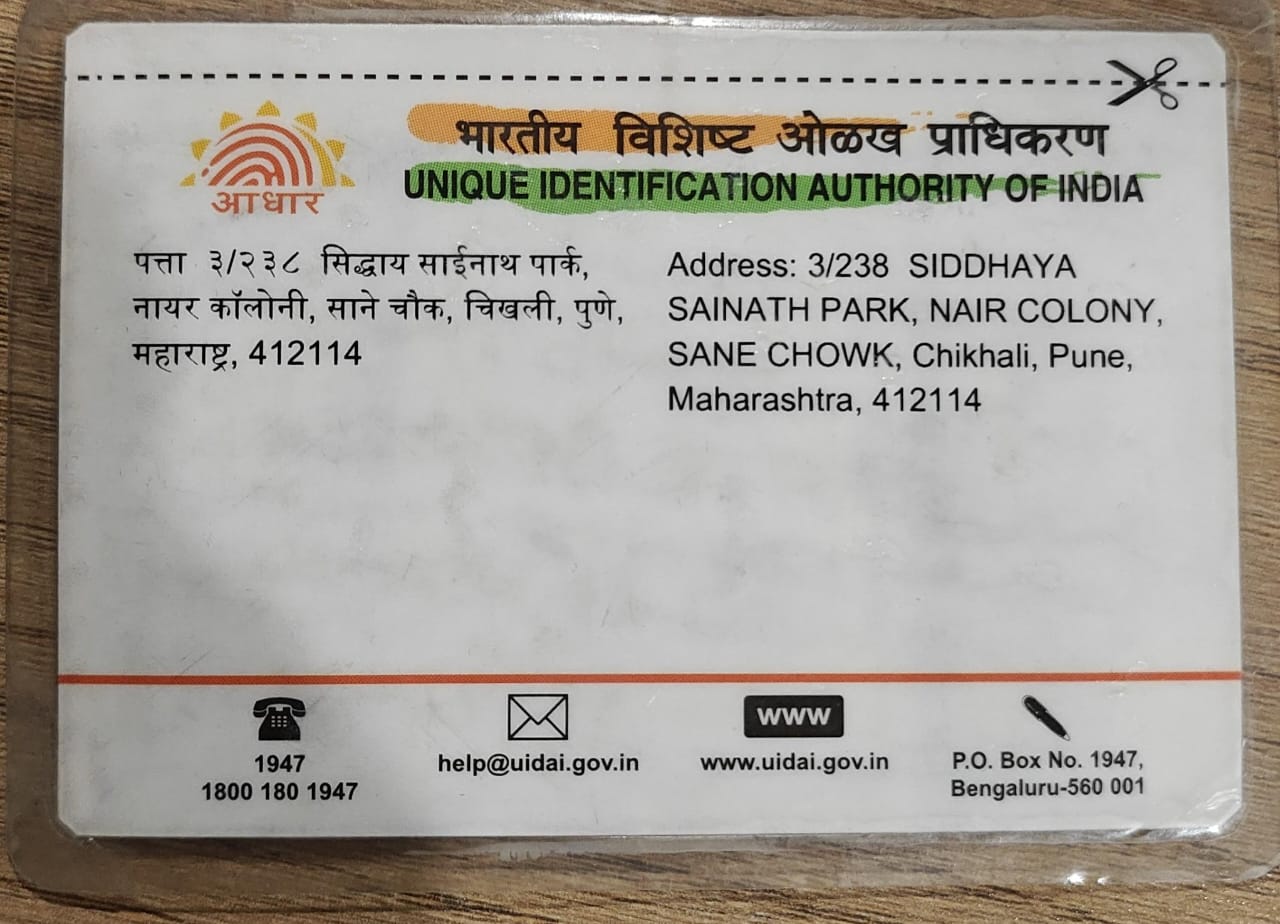 भारतीय विशिष्ट ओळख प्राधिकरण
UNIQUE IDENTIFICATION AUTHORITY OF INDIA
आधार
पत्ता ३/२३८ सिद्धाय साईनाथ पार्क,
नायर कॉलोनी, साने चौक, चिखली, पुणे,
महाराष्ट्र, 412114
Address: 3/238 SIDDHAYA
SAINATH PARK, NAIR COLONY,
SANE CHOWK, Chikhali, Pune,
Maharashtra, 412114
1947
1800 180 1947
help@uidai.gov.in
www
www.uidai.gov.in
P.O. Box No. 1947,
Bengaluru-560 001